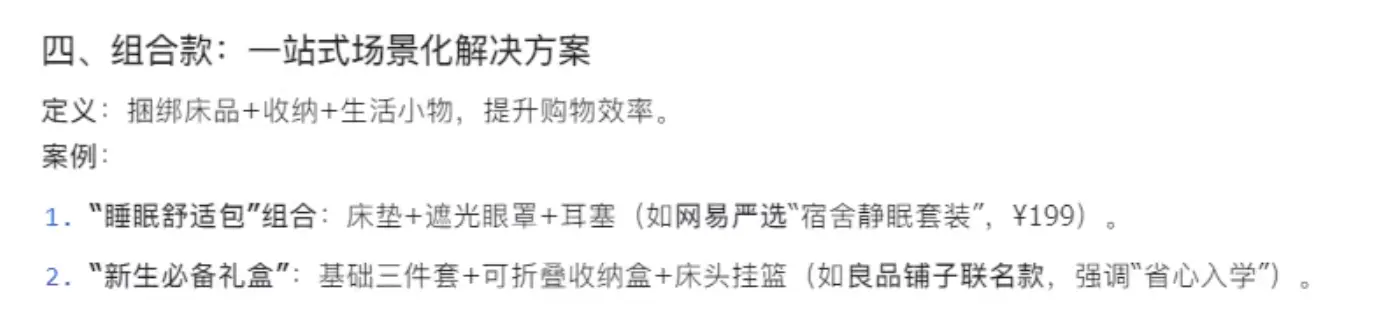 四、组合款：一站式场景化解决方案
定义：捆绑床品+收纳+生活小物，提升购物效率。
案例：
1. “睡眠舒适包”组合：床垫+遮光眼罩+耳塞（如网易严选“宿舍静眠套装”，¥199）。
2. “新生必备礼盒”：基础三件套+可折叠收纳盒+床头挂篮（如良品铺子联名款，强调“省心入学”）。